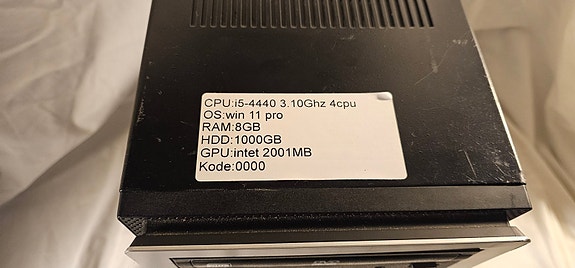 CPU:i5-4440 3.10Ghz 4cpu
OS:win 11 pro
RAM:8GB
HDD:1000GB
GPU:intet 2001MB
Kode:0000